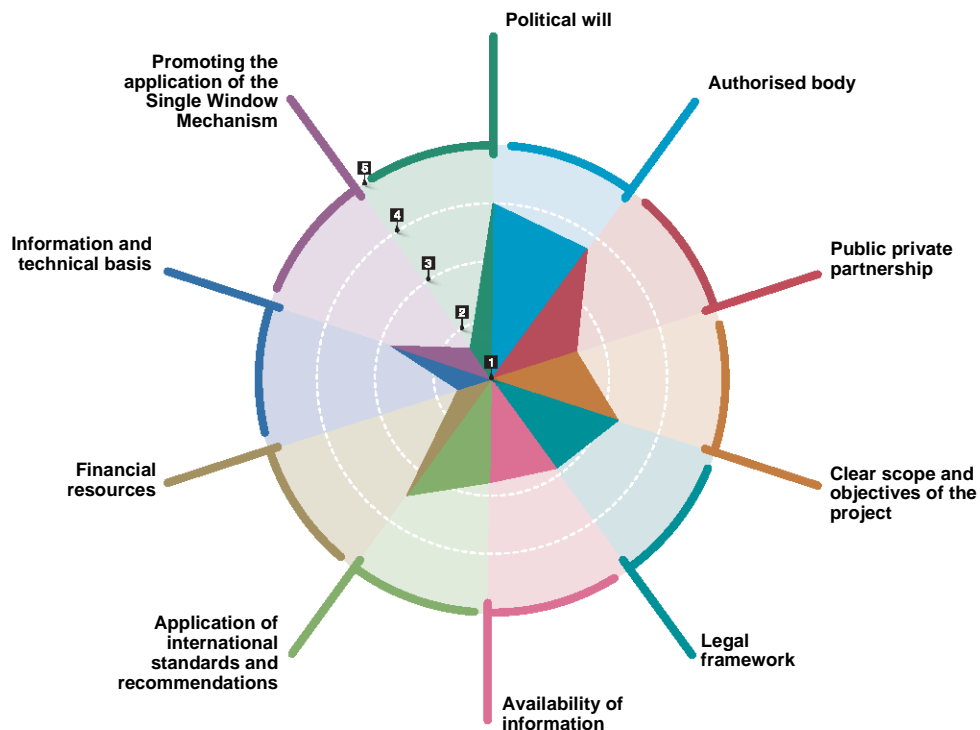 Political will
Promoting the
application of the
Single Window
Mechanism
Authorised body
5
4
Information and
technical basis
3
Public private
partnership
2
1
Financial
resources
Clear scope and
objectives of the
project
Application of
international
standards and
recommendations
Legal
framework
Availability of
information